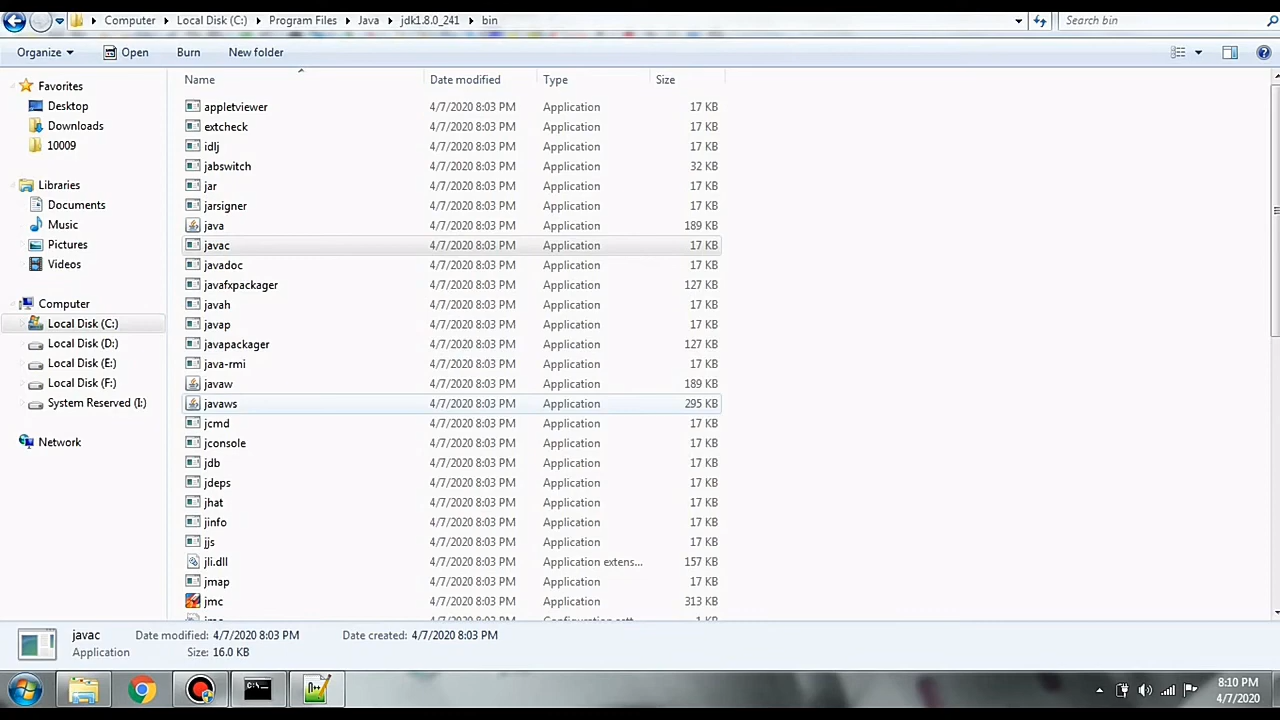 Computer Local Disk (C:) Program Files Java jdk1.8.0_241 bin Search bin
Organize Open Burn New folder
Name Date modified Type Size
Favorites
Desktop
Downloads
10009
Libraries
Documents
Music
Pictures
Videos
Computer
Local Disk (C:)
Local Disk (D:)
Local Disk (E:)
Local Disk (F:)
System Reserved (I:)
Network
appletviewer 4/7/2020 8:03 PM Application 17 KB
extcheck 4/7/2020 8:03 PM Application 17 KB
idlj 4/7/2020 8:03 PM Application 17 KB
jabswitch 4/7/2020 8:03 PM Application 32 KB
jar 4/7/2020 8:03 PM Application 17 KB
jarsigner 4/7/2020 8:03 PM Application 17 KB
java 4/7/2020 8:03 PM Application 189 KB
javac 4/7/2020 8:03 PM Application 17 KB
javadoc 4/7/2020 8:03 PM Application 17 KB
javafxpackager 4/7/2020 8:03 PM Application 127 KB
javah 4/7/2020 8:03 PM Application 17 KB
javap 4/7/2020 8:03 PM Application 17 KB
javapackager 4/7/2020 8:03 PM Application 127 KB
java-rmi 4/7/2020 8:03 PM Application 17 KB
javaw 4/7/2020 8:03 PM Application 189 KB
javaws 4/7/2020 8:03 PM Application 295 KB
jcmd 4/7/2020 8:03 PM Application 17 KB
jconsole 4/7/2020 8:03 PM Application 17 KB
jdb 4/7/2020 8:03 PM Application 17 KB
jdeps 4/7/2020 8:03 PM Application 17 KB
jhat 4/7/2020 8:03 PM Application 17 KB
jinfo 4/7/2020 8:03 PM Application 17 KB
jjs 4/7/2020 8:03 PM Application 17 KB
jli.dll 4/7/2020 8:03 PM Application extens... 157 KB
jmap 4/7/2020 8:03 PM Application 17 KB
jmc 4/7/2020 8:03 PM Application 313 KB
javac Date modified: 4/7/2020 8:03 PM Date created: 4/7/2020 8:03 PM
Application Size: 16.0 KB
8:10 PM
4/7/2020